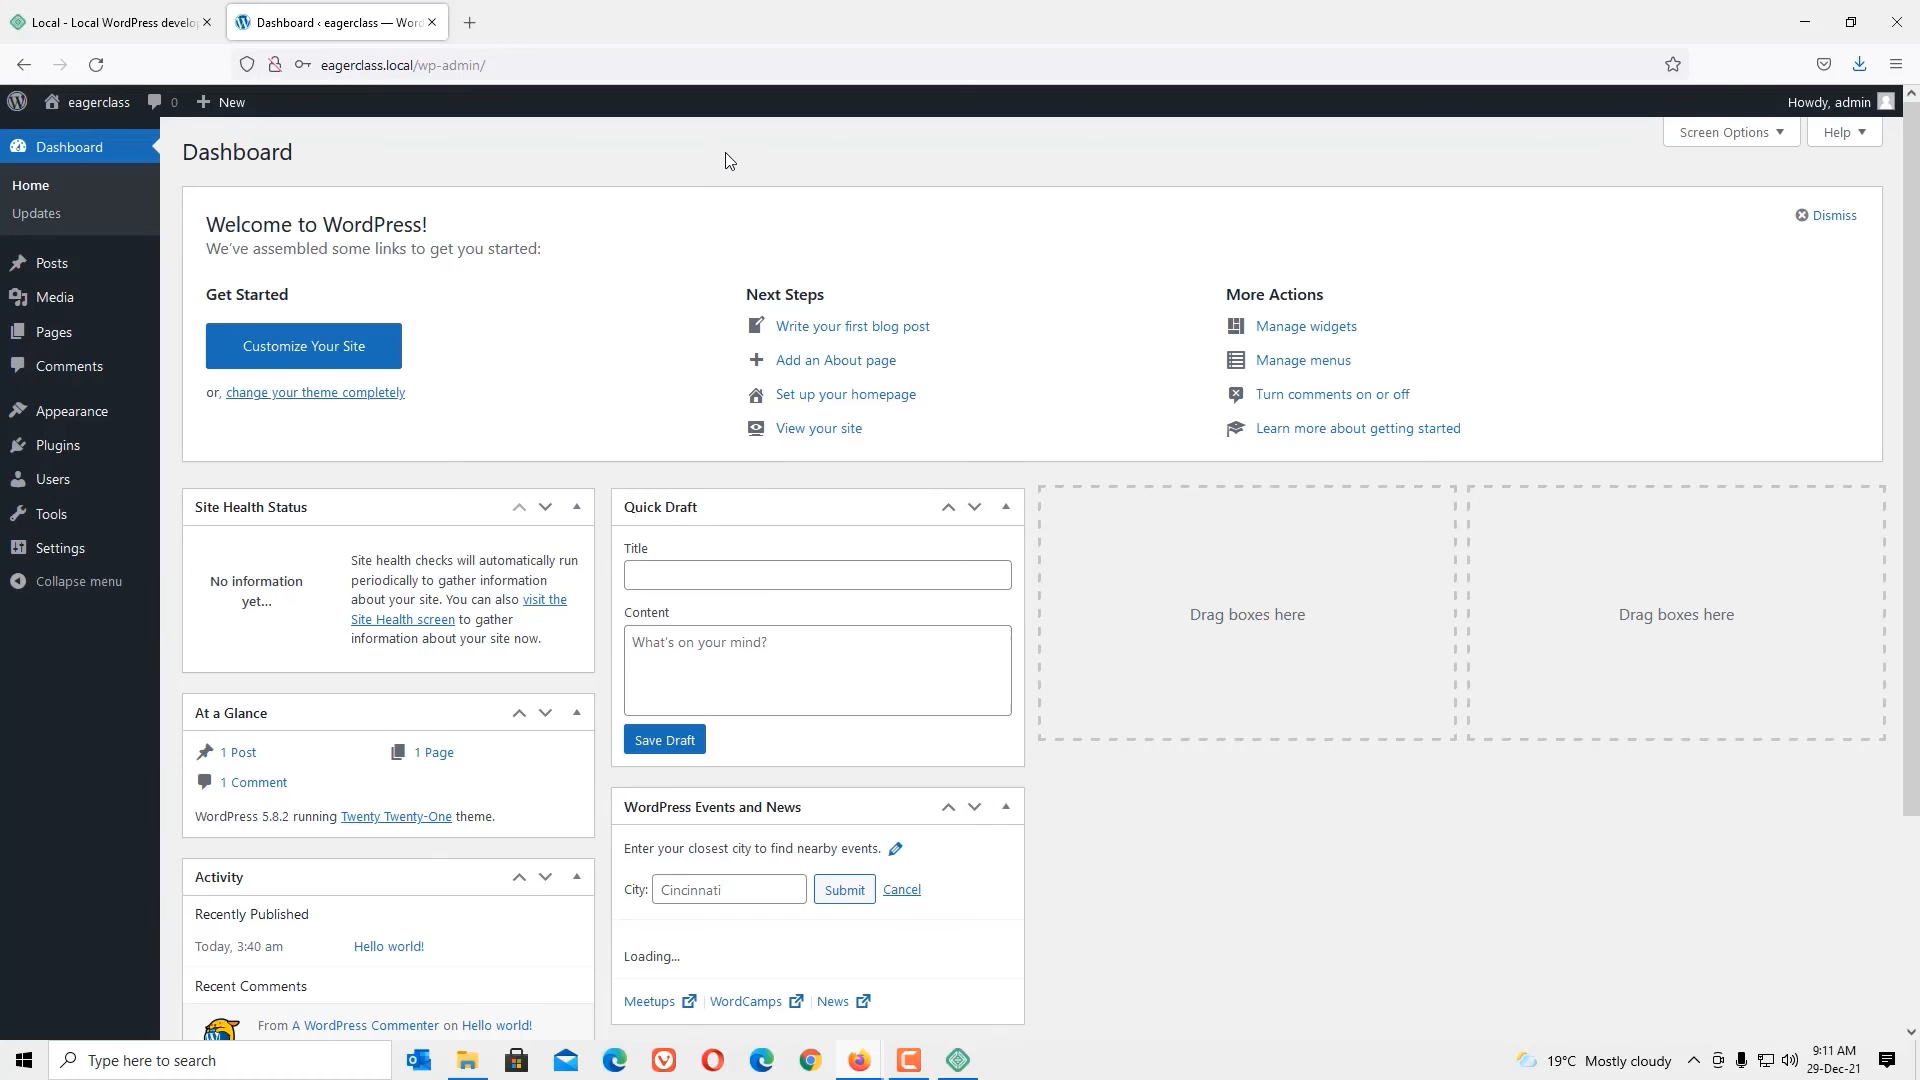 Local - Local WordPress develo
Dashboard ‹ eagerclass — Word
eagerclass.local/wp-admin/
eagerclass
0
New
Howdy, admin
Dashboard
Home
Updates
Posts
Media
Pages
Comments
Appearance
Plugins
Users
Tools
Settings
Collapse menu
Screen Options
Help
Dashboard
Welcome to WordPress!
We've assembled some links to get you started:
Dismiss
Get Started
Customize Your Site
or, change your theme completely
Next Steps
Write your first blog post
Add an About page
Set up your homepage
View your site
More Actions
Manage widgets
Manage menus
Turn comments on or off
Learn more about getting started
Site Health Status
No information
yet...
Site health checks will automatically run
periodically to gather information
about your site. You can also visit the
Site Health screen to gather
information about your site now.
At a Glance
1 Post
1 Page
1 Comment
WordPress 5.8.2 running Twenty Twenty-One theme.
Activity
Recently Published
Today, 3:40 am
Hello world!
Recent Comments
From A WordPress Commenter on Hello world!
Quick Draft
Title
Content
What's on your mind?
Save Draft
WordPress Events and News
Enter your closest city to find nearby events.
City:
Cincinnati
Submit
Cancel
Loading...
Meetups
WordCamps
News
Drag boxes here
Drag boxes here
Type here to search
19°C Mostly cloudy
9:11 AM
29-Dec-21